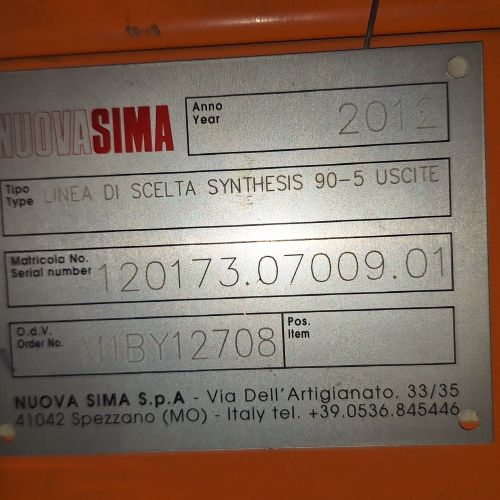 NUOVASIMA
Anno
Year
2012
Tipo
Type
LINEA DI SCELTA SYNTHESIS 90-5 USCITE
Matricola No.
Serial number
120173.07009.01
O.d.V.
Order No.
M1BY12708
Pos.
Item
NUOVA SIMA S.p.A - Via Dell'Artigianato, 33/35
41042 Spezzano (MO) - Italy tel. +39.0536.845446